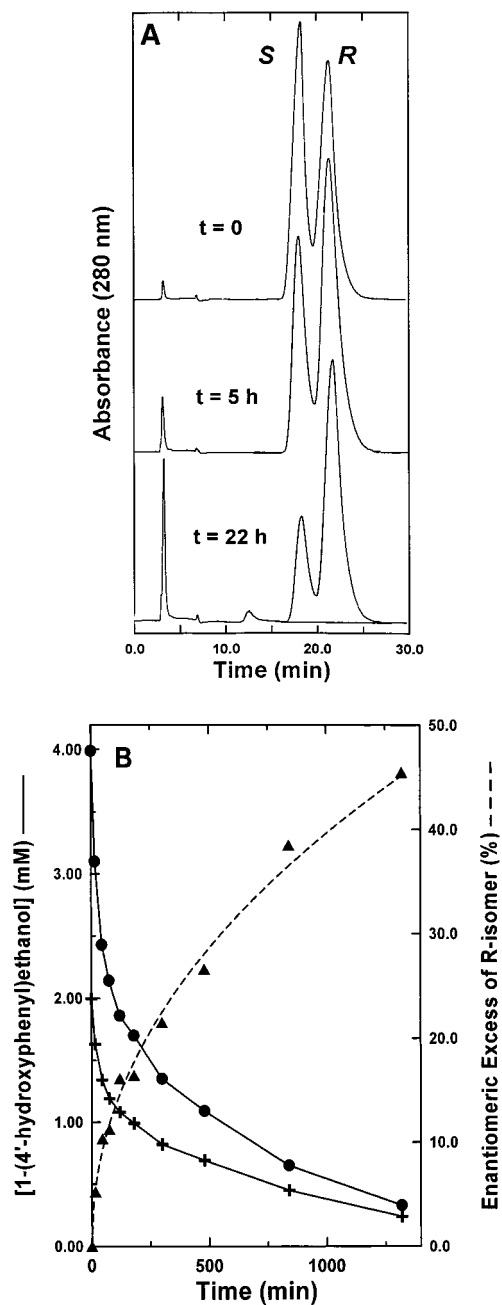 A
S R
t = 0
t = 5 h
t = 22 h
Absorbance (280 nm)
0.0 10.0 20.0 30.0
Time (min)
B
4.00
3.00
2.00
1.00
0.00
[1-(4'-hydroxyphenyl)ethanol] (mM)
50.0
40.0
30.0
20.0
10.0
0.0
Enantiomeric Excess of R-isomer (%)
0 500 1000
Time (min)